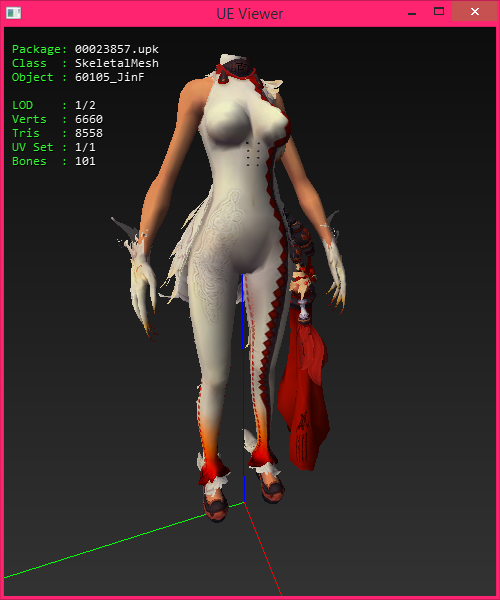 UE Viewer
Package: 00023857.upk
Class : SkeletalMesh
Object : 60105_JinF
LOD : 1/2
Verts : 6660
Tris : 8558
UV Set : 1/1
Bones : 101